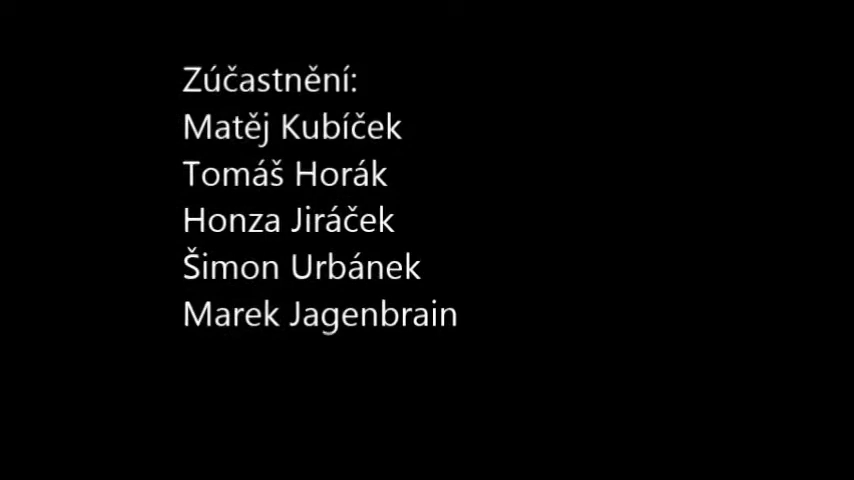 Zúčastnění:
Matěj Kubíček
Tomáš Horák
Honza Jiráček
Šimon Urbánek
Marek Jagenbrain